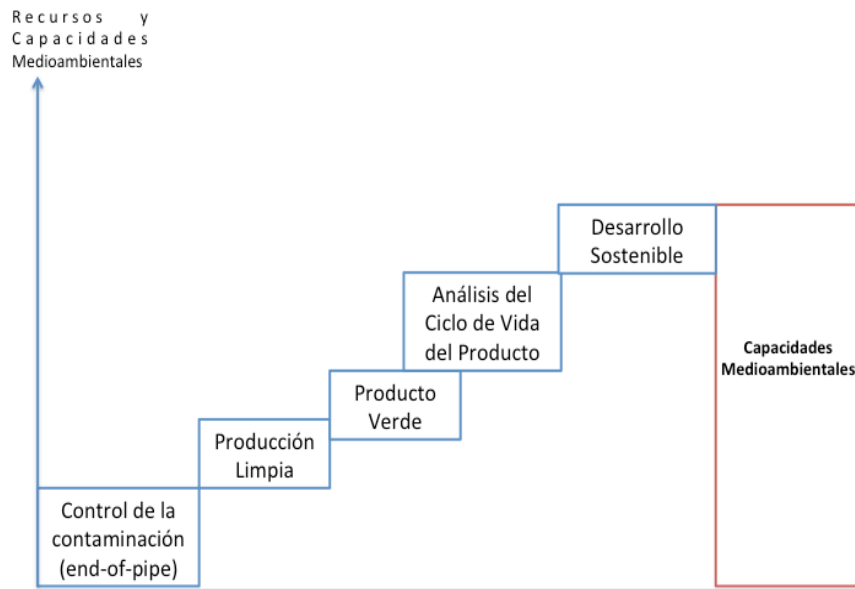 Recursos y
Capacidades
Medioambientales
Desarrollo
Sostenible
Análisis del
Ciclo de Vida
del Producto
Capacidades
Medioambientales
Producto
Verde
Producción
Limpia
Control de la
contaminación
(end-of-pipe)